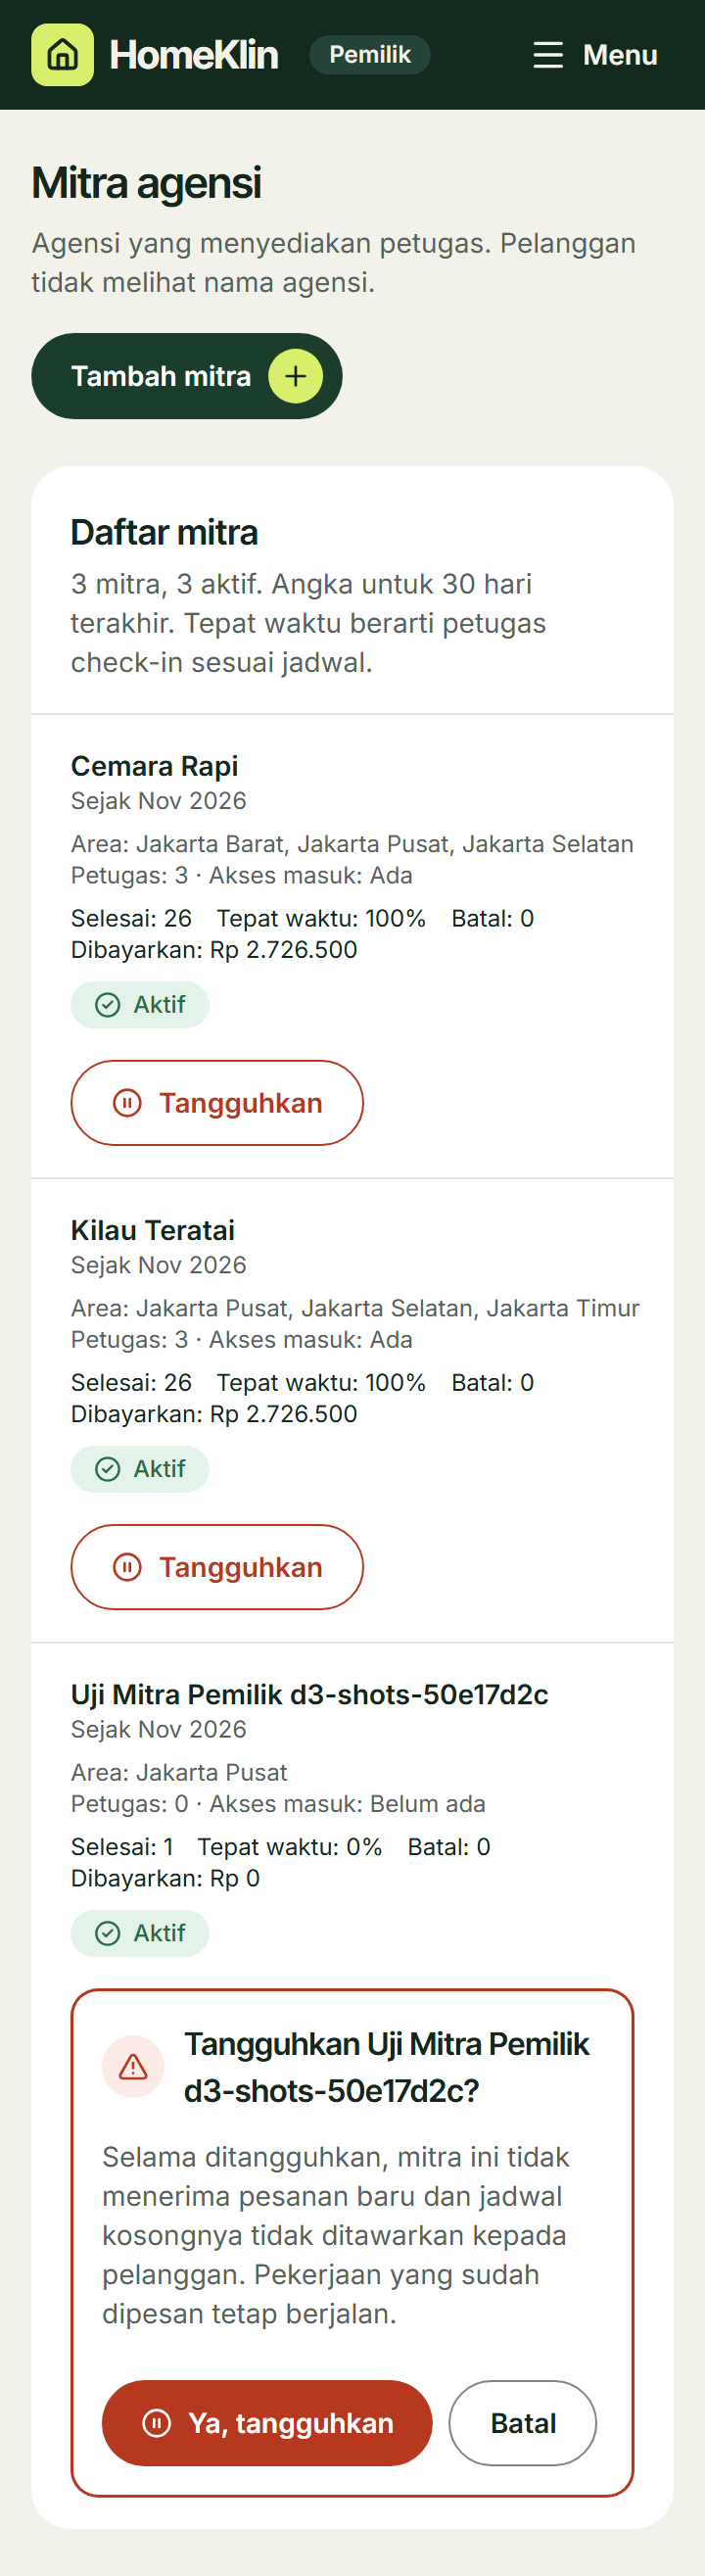 HomeKlin
Pemilik
Menu
Mitra agensi
Agensi yang menyediakan petugas. Pelanggan
tidak melihat nama agensi.
Tambah mitra
Daftar mitra
3 mitra, 3 aktif. Angka untuk 30 hari
terakhir. Tepat waktu berarti petugas
check-in sesuai jadwal.
Cemara Rapi
Sejak Nov 2026
Area: Jakarta Barat, Jakarta Pusat, Jakarta Selatan
Petugas: 3 · Akses masuk: Ada
Selesai: 26 Tepat waktu: 100% Batal: 0
Dibayarkan: Rp 2.726.500
Aktif
Tangguhkan
Kilau Teratai
Sejak Nov 2026
Area: Jakarta Pusat, Jakarta Selatan, Jakarta Timur
Petugas: 3 · Akses masuk: Ada
Selesai: 26 Tepat waktu: 100% Batal: 0
Dibayarkan: Rp 2.726.500
Aktif
Tangguhkan
Uji Mitra Pemilik d3-shots-50e17d2c
Sejak Nov 2026
Area: Jakarta Pusat
Petugas: 0 · Akses masuk: Belum ada
Selesai: 1 Tepat waktu: 0% Batal: 0
Dibayarkan: Rp 0
Aktif
Tangguhkan Uji Mitra Pemilik
d3-shots-50e17d2c?
Selama ditangguhkan, mitra ini tidak
menerima pesanan baru dan jadwal
kosongnya tidak ditawarkan kepada
pelanggan. Pekerjaan yang sudah
dipesan tetap berjalan.
Ya, tangguhkan
Batal